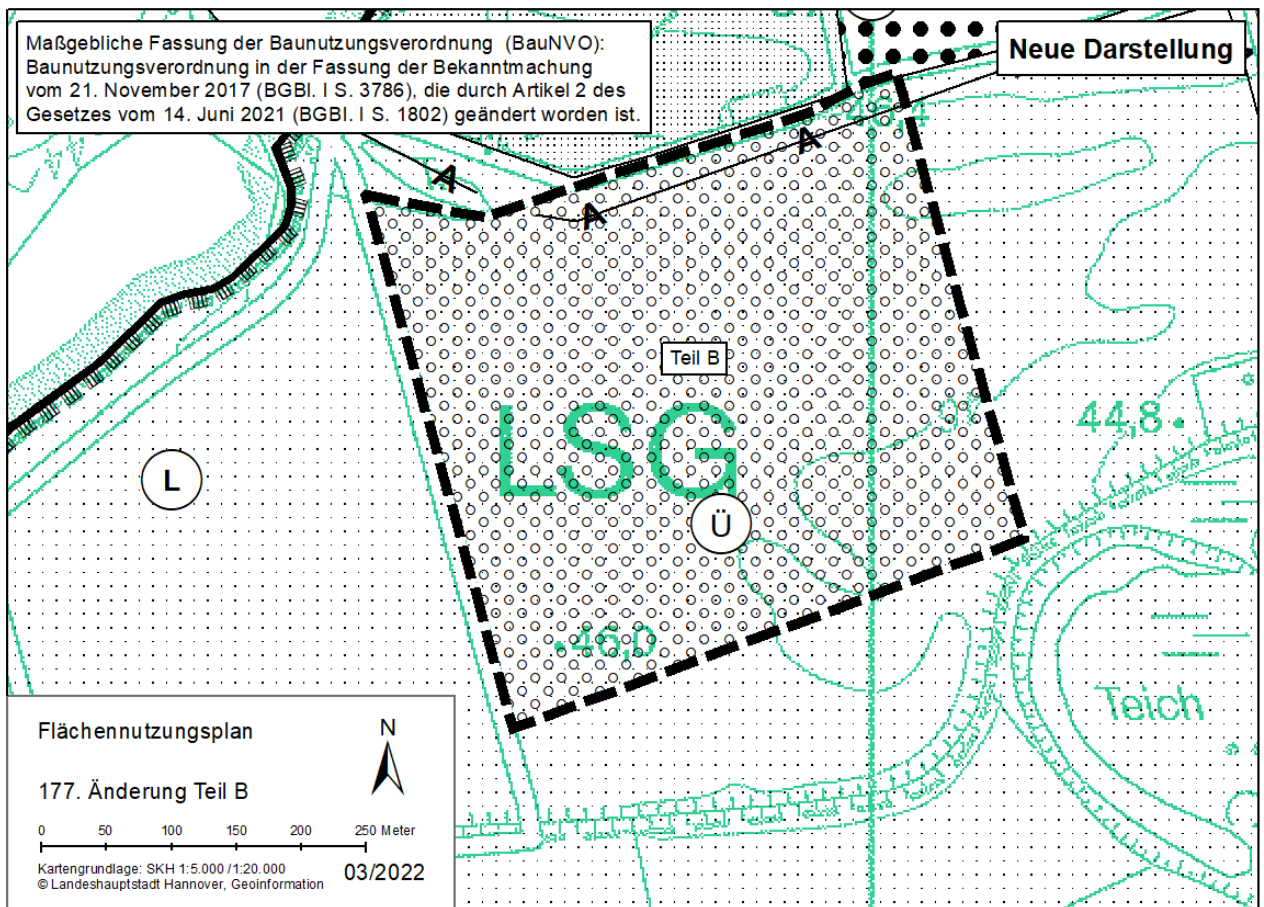 Maßgebliche Fassung der Baunutzungsverordnung (BauNVO):
Baunutzungsverordnung in der Fassung der Bekanntmachung
vom 21. November 2017 (BGBl. I S. 3786), die durch Artikel 2 des
Gesetzes vom 14. Juni 2021 (BGBl. I S. 1802) geändert worden ist.
Neue Darstellung
A
A
A
Teil B
LSG
44,8
L
Ü
46,0
Teich
Flächennutzungsplan
N
177. Änderung Teil B
0 50 100 150 200 250 Meter
Kartengrundlage: SKH 1:5.000 / 1:20.000
© Landeshauptstadt Hannover, Geoinformation
03/2022